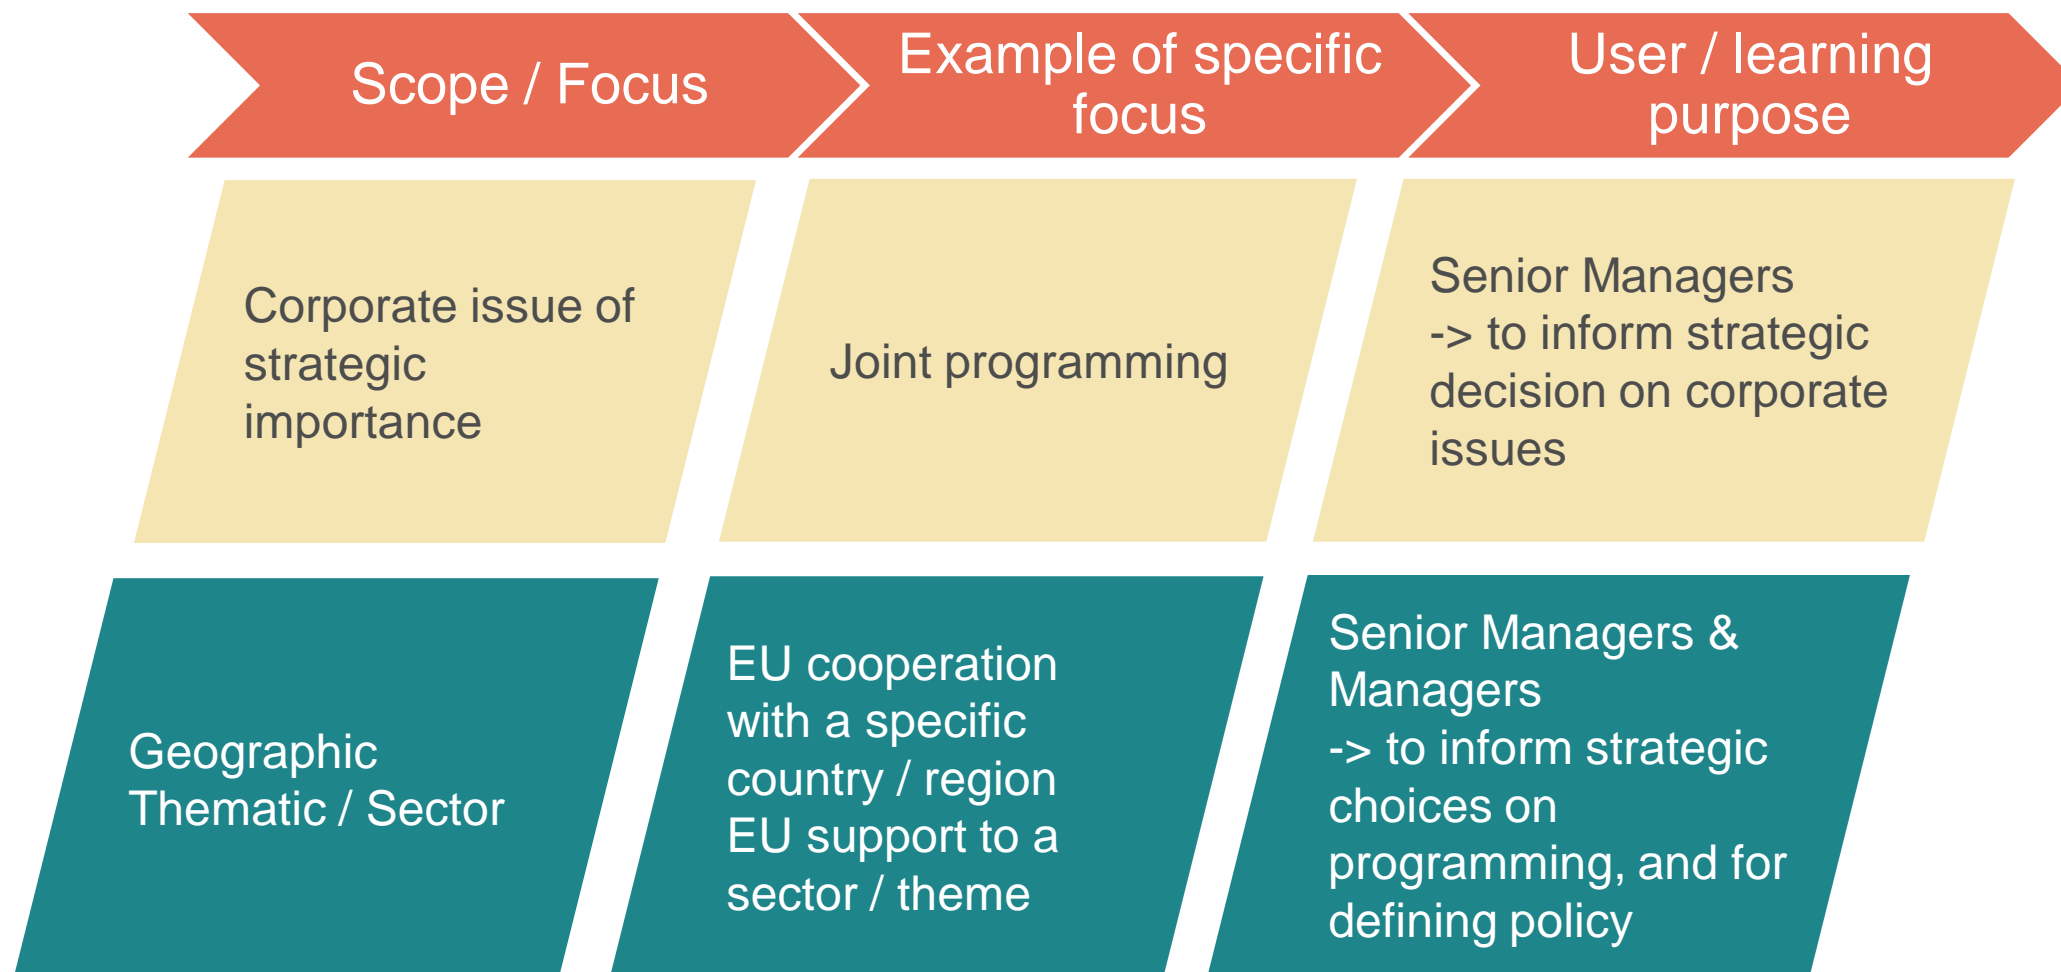 Scope / Focus
Example of specific
focus
User / learning
purpose
Corporate issue of
strategic
importance
Joint programming
Senior Managers
-> to inform strategic
decision on corporate
issues
Geographic
Thematic / Sector
EU cooperation
with a specific
country / region
EU support to a
sector / theme
Senior Managers &
Managers
-> to inform strategic
choices on
programming, and for
defining policy